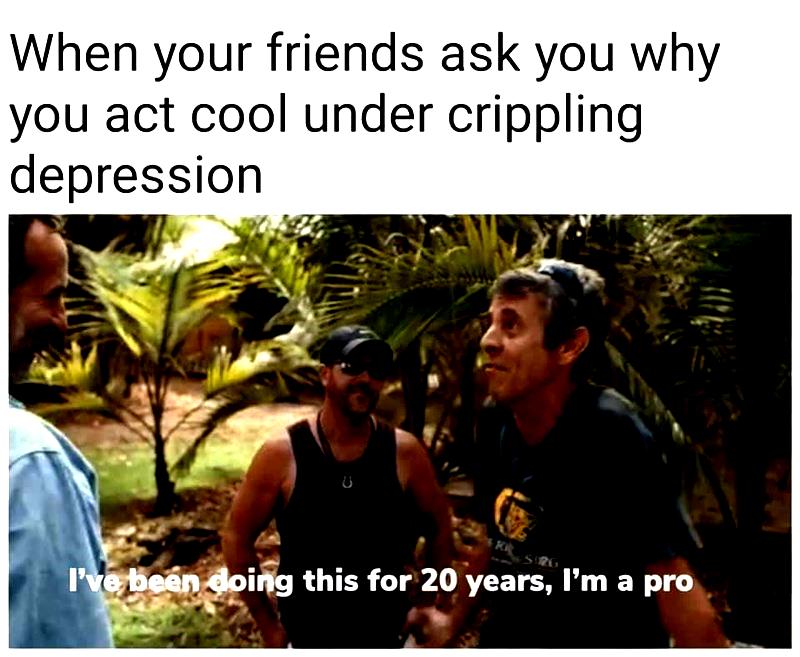 When your friends ask you why
you act cool under crippling
depression
I've been doing this for 20 years, I'm a pro